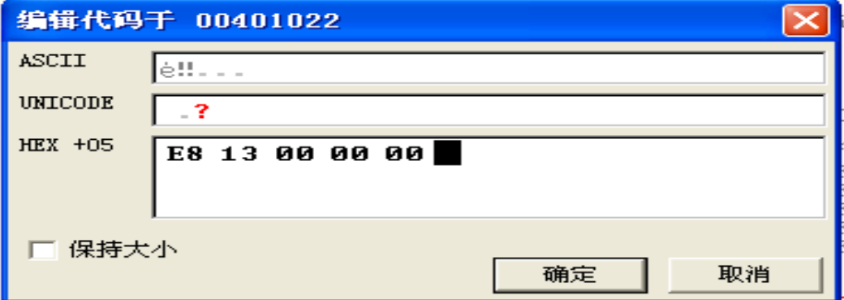 编辑代码于 00401022
ASCII
è‼...
UNICODE
.?
HEX +05
E8 13 00 00 00
保持大小
确定
取消